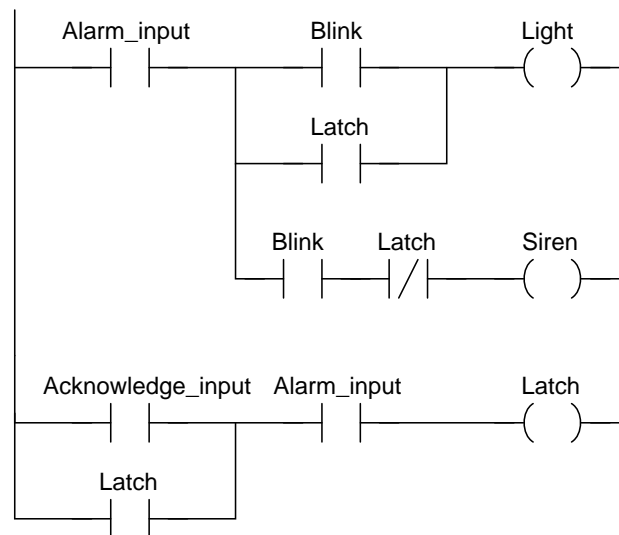 Alarm_input Blink Light
Latch
Blink Latch Siren
Acknowledge_input Alarm_input Latch
Latch